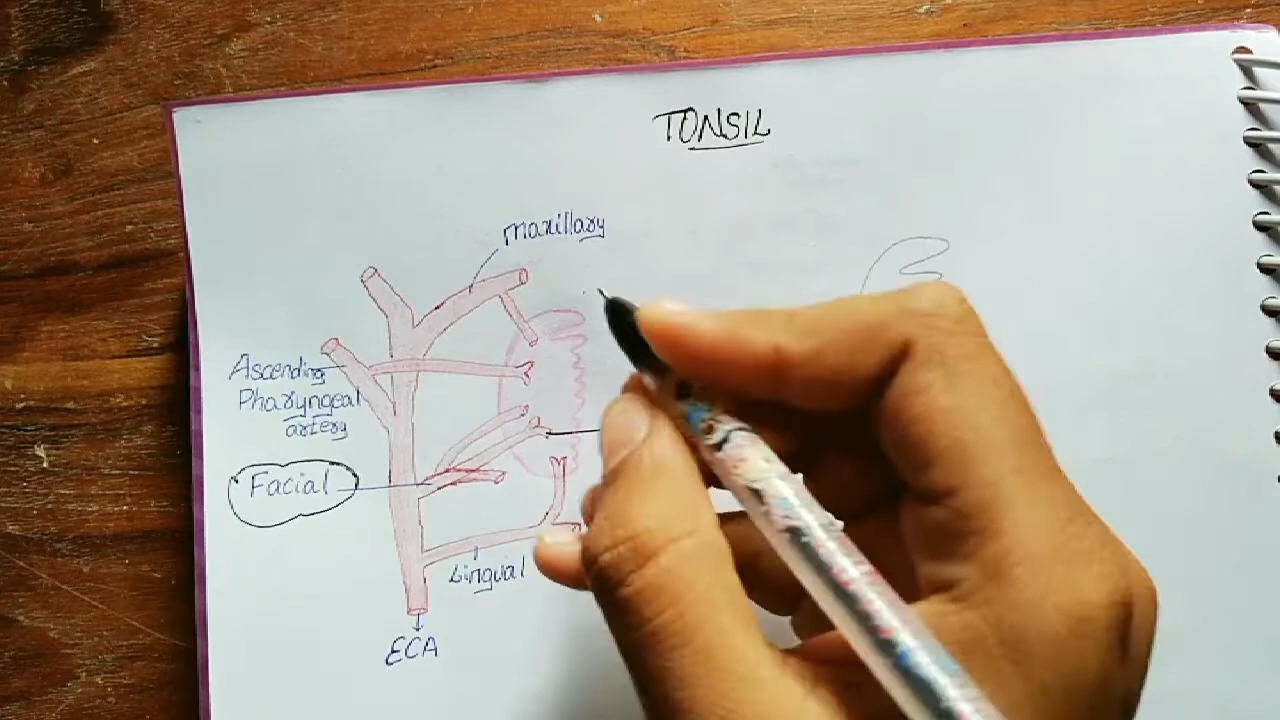 TONSIL
maxillary
Ascending
Pharyngeal
artery
Facial
Lingual
ECA